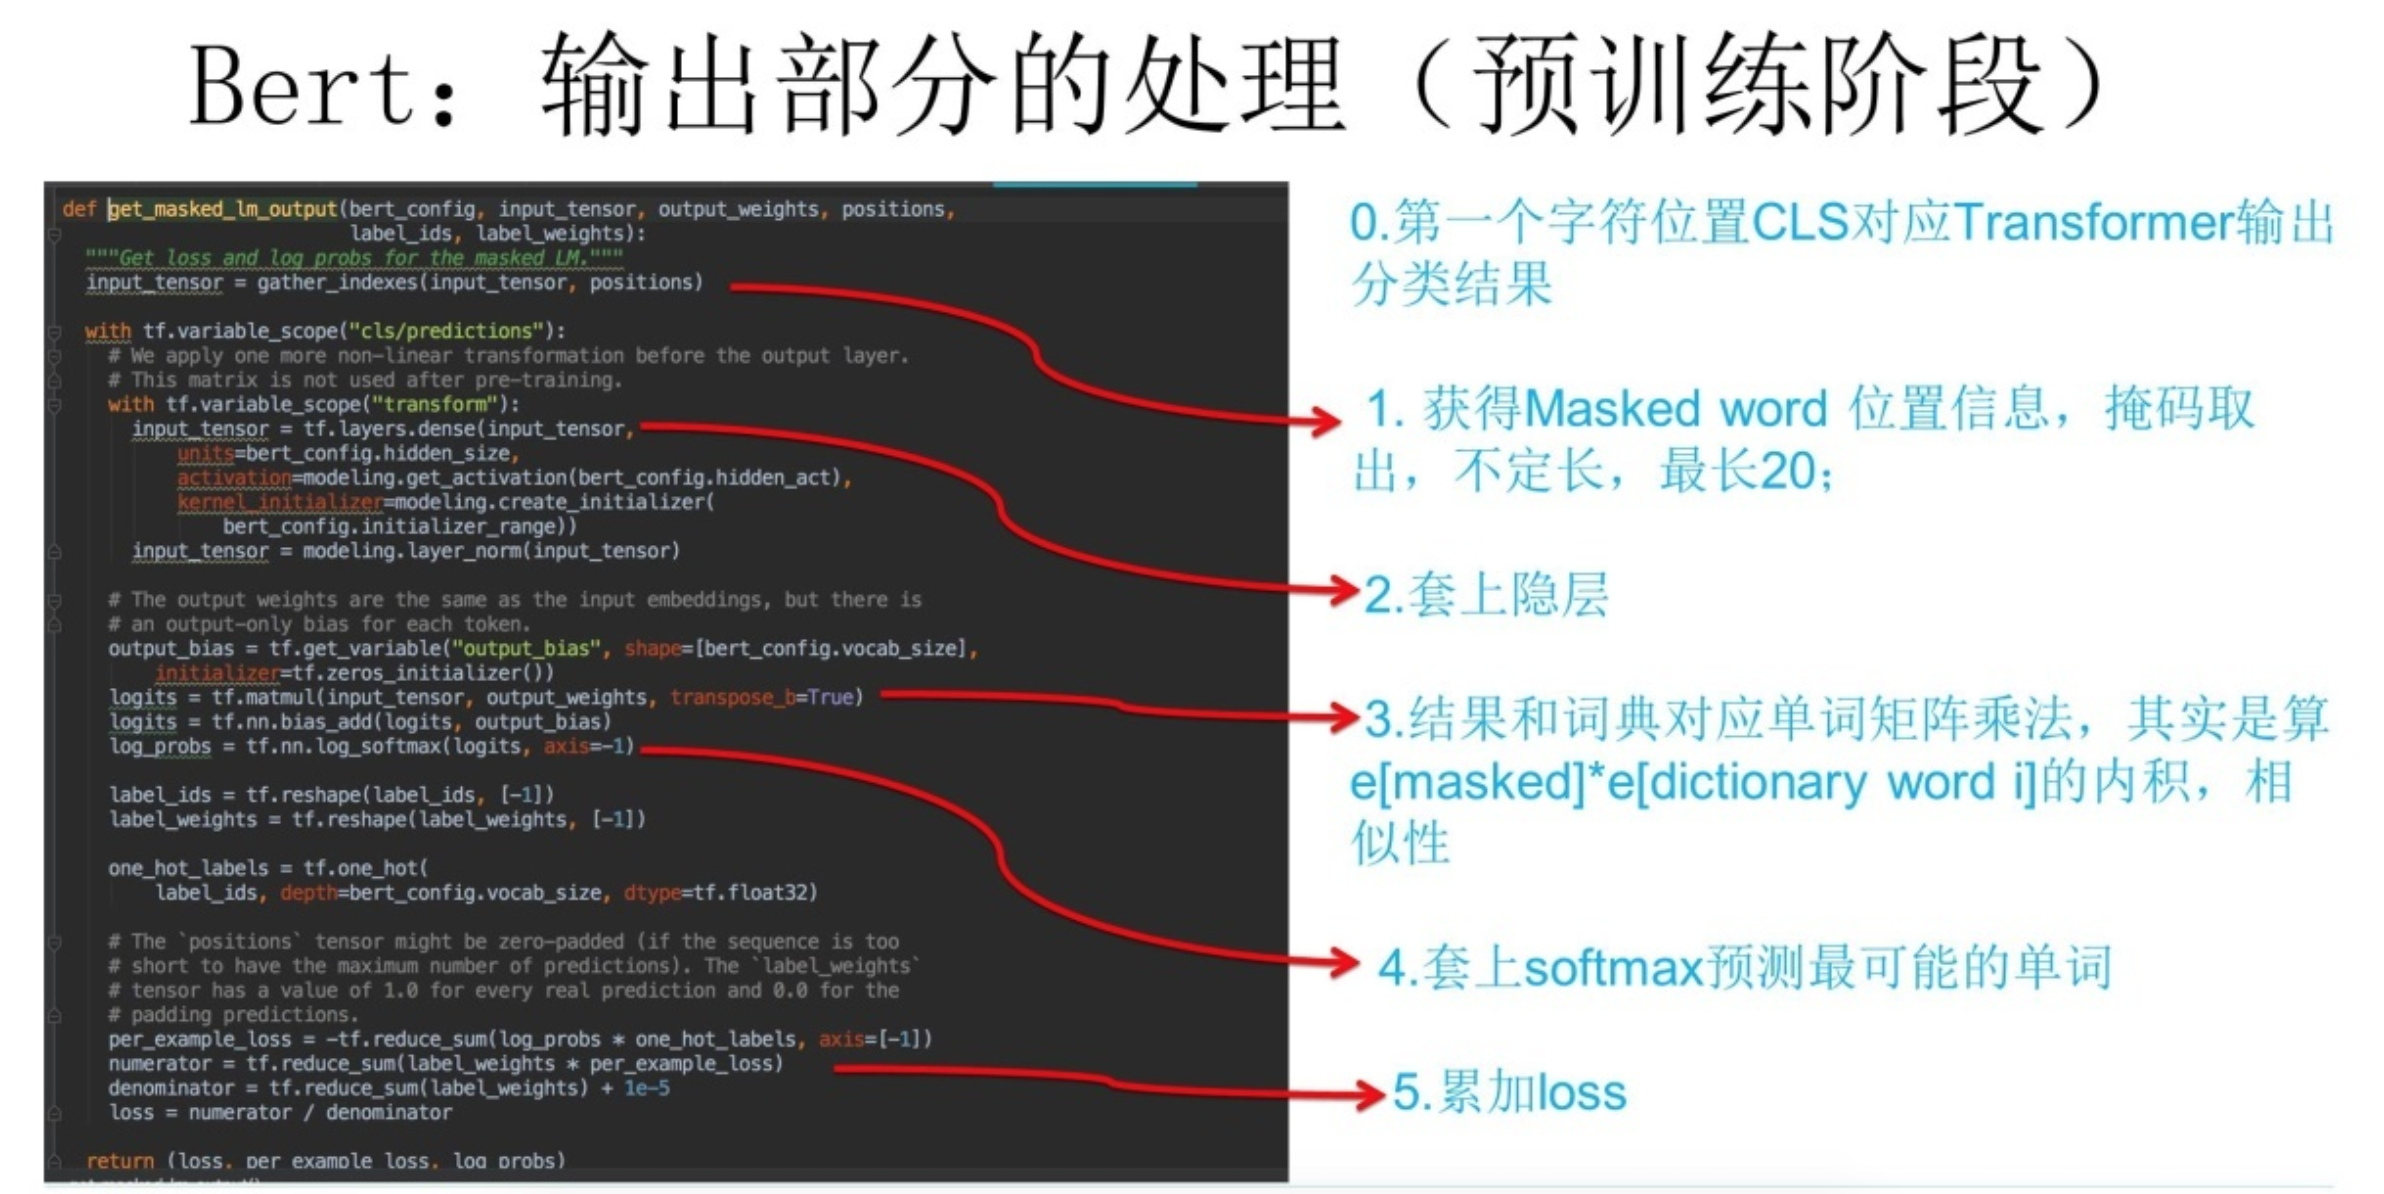 Bert：输出部分的处理（预训练阶段）
def get_masked_lm_output(bert_config, input_tensor, output_weights, positions,
label_ids, label_weights):
"""Get loss and log probs for the masked LM."""
input_tensor = gather_indexes(input_tensor, positions)
with tf.variable_scope("cls/predictions"):
# We apply one more non-linear transformation before the output layer.
# This matrix is not used after pre-training.
with tf.variable_scope("transform"):
input_tensor = tf.layers.dense(input_tensor,
units=bert_config.hidden_size,
activation=modeling.get_activation(bert_config.hidden_act),
kernel_initializer=modeling.create_initializer(
bert_config.initializer_range))
input_tensor = modeling.layer_norm(input_tensor)
# The output weights are the same as the input embeddings, but there is
# an output-only bias for each token.
output_bias = tf.get_variable("output_bias", shape=[bert_config.vocab_size],
initializer=tf.zeros_initializer())
logits = tf.matmul(input_tensor, output_weights, transpose_b=True)
logits = tf.nn.bias_add(logits, output_bias)
log_probs = tf.nn.log_softmax(logits, axis=-1)
label_ids = tf.reshape(label_ids, [-1])
label_weights = tf.reshape(label_weights, [-1])
one_hot_labels = tf.one_hot(
label_ids, depth=bert_config.vocab_size, dtype=tf.float32)
# The `positions` tensor might be zero-padded (if the sequence is too
# short to have the maximum number of predictions). The `label_weights`
# tensor has a value of 1.0 for every real prediction and 0.0 for the
# padding predictions.
per_example_loss = -tf.reduce_sum(log_probs * one_hot_labels, axis=[-1])
numerator = tf.reduce_sum(label_weights * per_example_loss)
denominator = tf.reduce_sum(label_weights) + 1e-5
loss = numerator / denominator
return (loss, per_example_loss, log_probs)
0.第一个字符位置CLS对应Transformer输出
分类结果
1. 获得Masked word 位置信息，掩码取
出，不定长，最长20；
2.套上隐层
3.结果和词典对应单词矩阵乘法，其实是算
e[masked]*e[dictionary word i]的内积，相
似性
4.套上softmax预测最可能的单词
5.累加loss